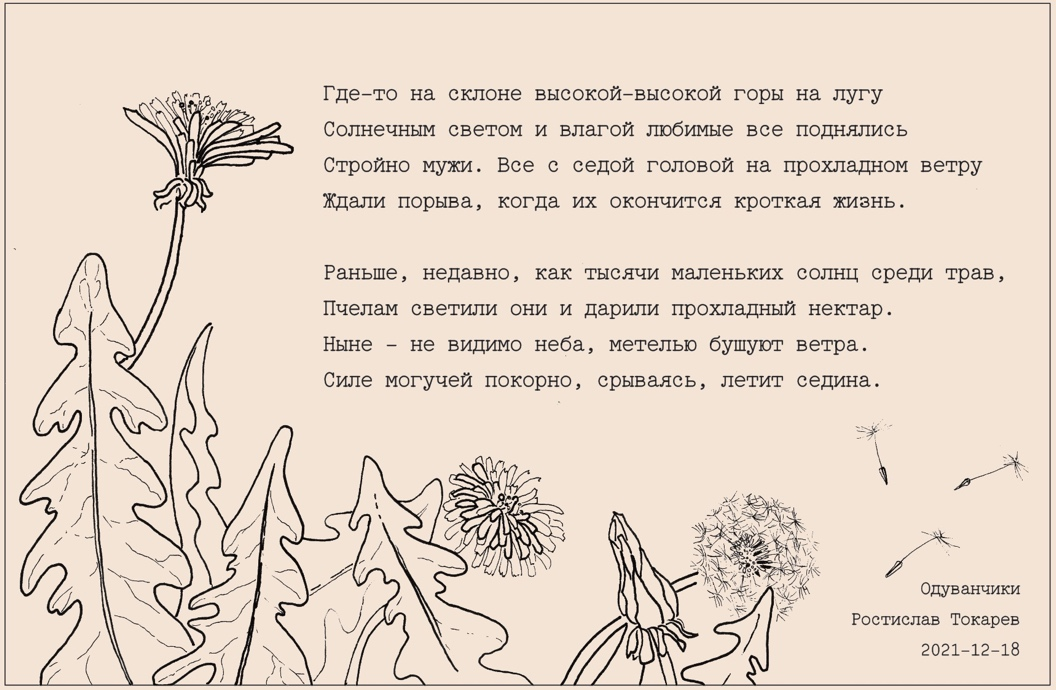 Где-то на склоне высокой-высокой горы на лугу
Солнечным светом и влагой любимые все поднялись
Стройно мужи. Все с седой головой на прохладном ветру
Ждали порыва, когда их окончится кроткая жизнь.
Раньше, недавно, как тысячи маленьких солнц среди трав,
Пчелам светили они и дарили прохладный нектар.
Ныне - не видимо неба, метелью бушуют ветра.
Силе могучей покорно, срываясь, летит седина.
Одуванчики
Ростислав Токарев
2021-12-18